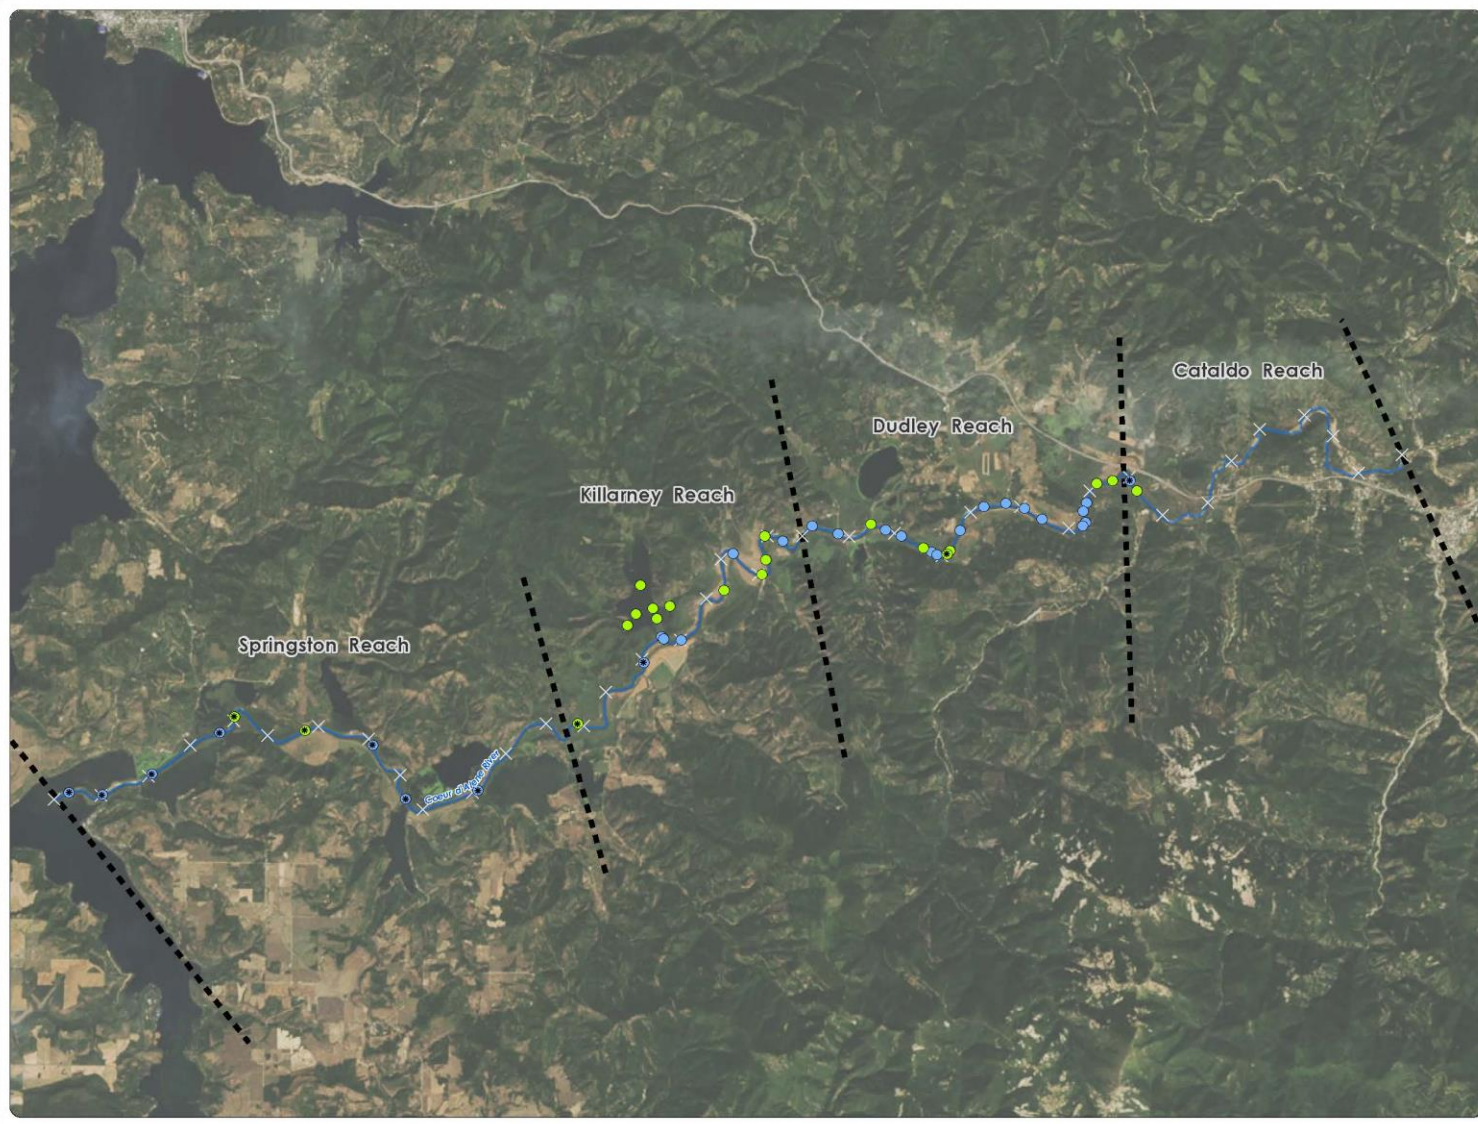 Cataldo Reach
Dudley Reach
Killarney Reach
Springston Reach
Coeur d'Alene River